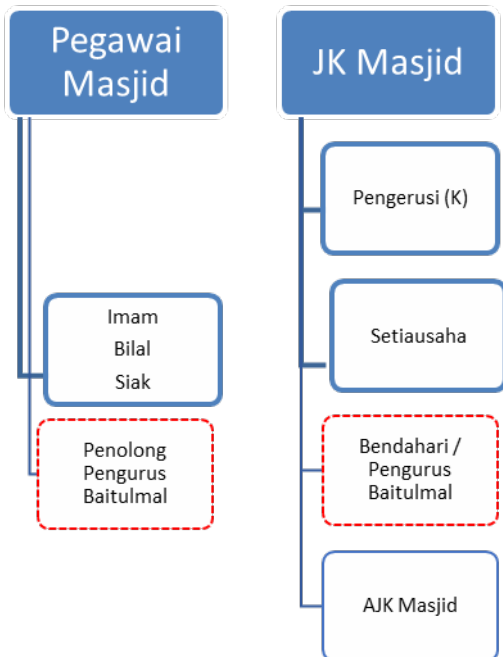 Pegawai
Masjid
Imam
Bilal
Siak
Penolong
Pengurus
Baitulmal
JK Masjid
Pengerusi (K)
Setiausaha
Bendahari /
Pengurus
Baitulmal
AJK Masjid